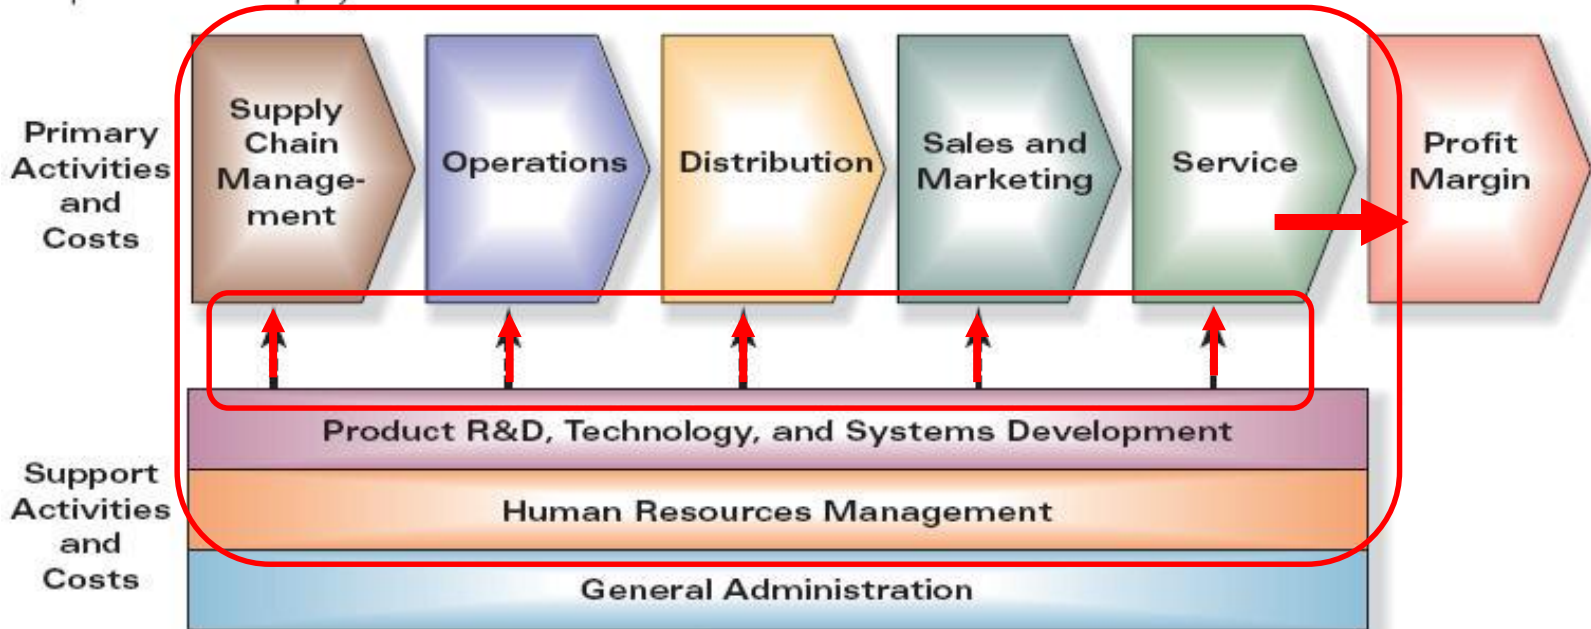 Primary
Activities
and
Costs
Supply
Chain
Manage-
ment
Operations
Distribution
Sales and
Marketing
Service
Profit
Margin
Product R&D, Technology, and Systems Development
Support
Activities
and
Costs
Human Resources Management
General Administration